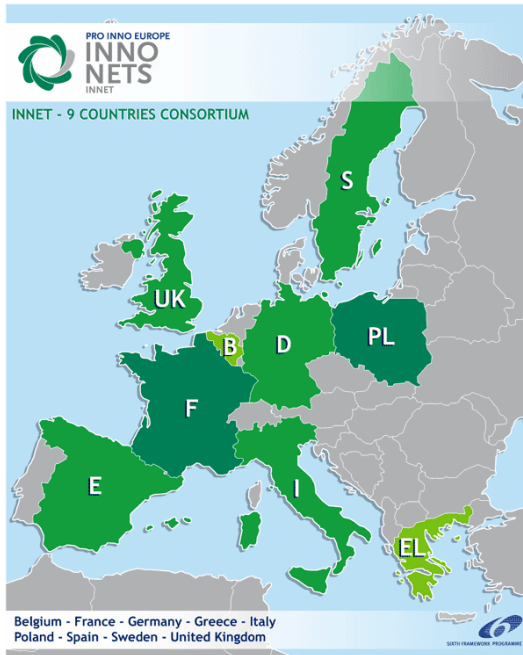 PRO INNO EUROPE
INNO
NETS
INNET
INNET - 9 COUNTRIES CONSORTIUM
S
UK
B
D
PL
F
E
I
EL
Belgium - France - Germany - Greece - Italy
Poland - Spain - Sweden - United Kingdom
SIXTH FRAMEWORK PROGRAMME